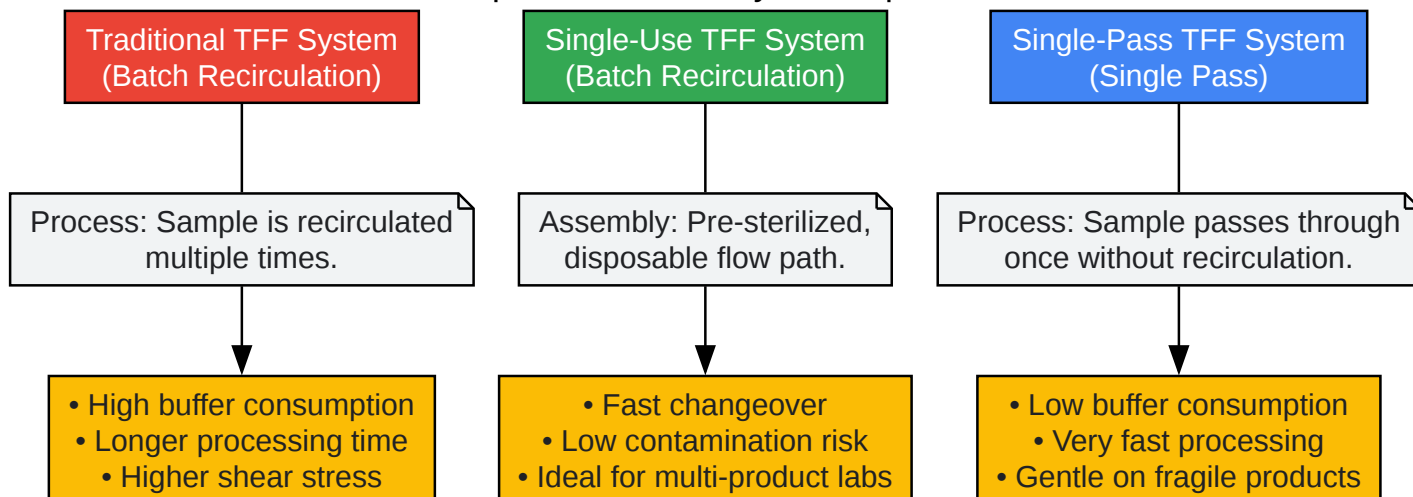 Traditional TFF System
(Batch Recirculation)
Single-Use TFF System
(Batch Recirculation)
Single-Pass TFF System
(Single Pass)
Process: Sample is recirculated
multiple times.
Assembly: Pre-sterilized,
disposable flow path.
Process: Sample passes through
once without recirculation.
• High buffer consumption
• Longer processing time
• Higher shear stress
• Fast changeover
• Low contamination risk
• Ideal for multi-product labs
• Low buffer consumption
• Very fast processing
• Gentle on fragile products